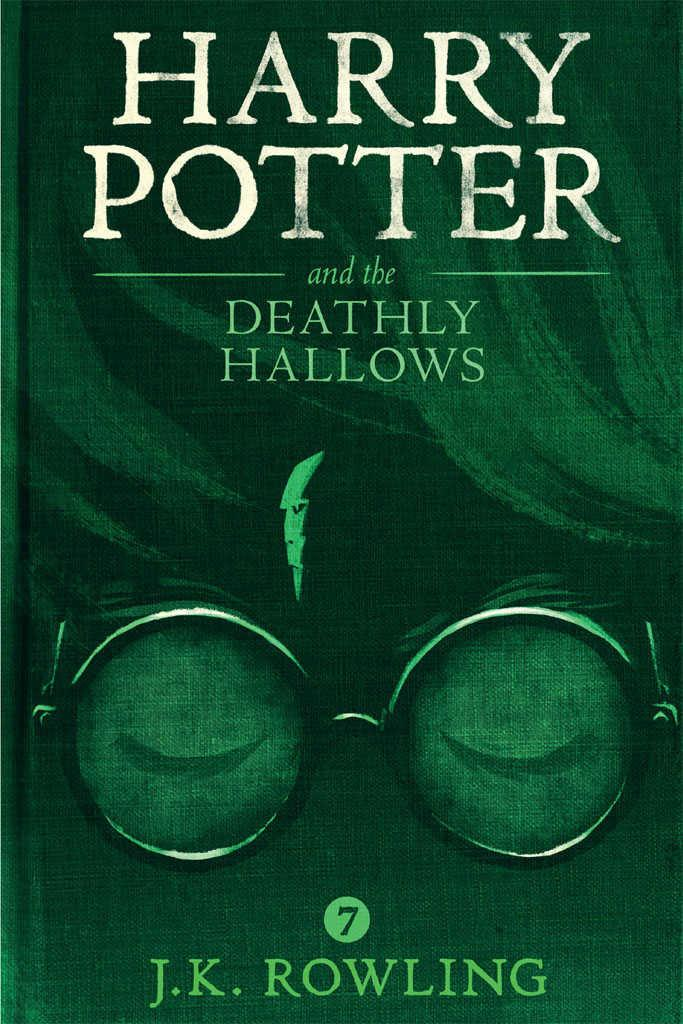 HARRY
POTTER
and the
DEATHLY
HALLOWS
7
J.K. ROWLING